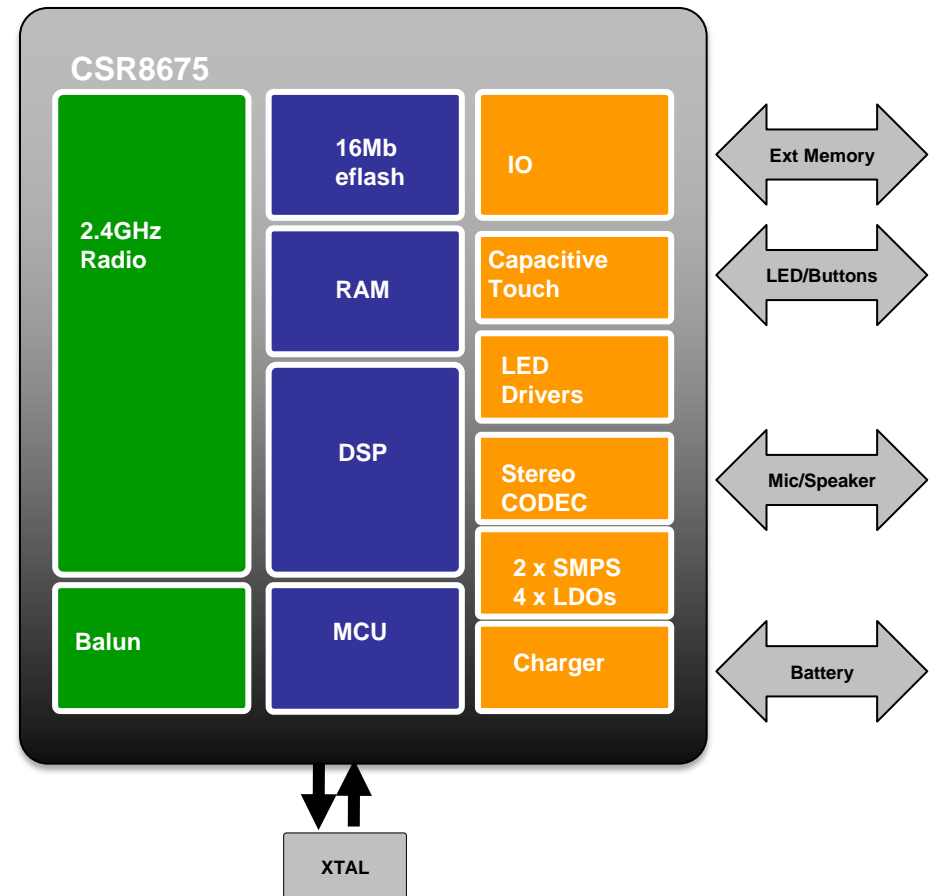 CSR8675
2.4GHz
Radio
Balun
16Mb
eflash
RAM
DSP
MCU
IO
Capacitive
Touch
LED
Drivers
Stereo
CODEC
2 x SMPS
4 x LDOs
Charger
Ext Memory
LED/Buttons
Mic/Speaker
Battery
XTAL